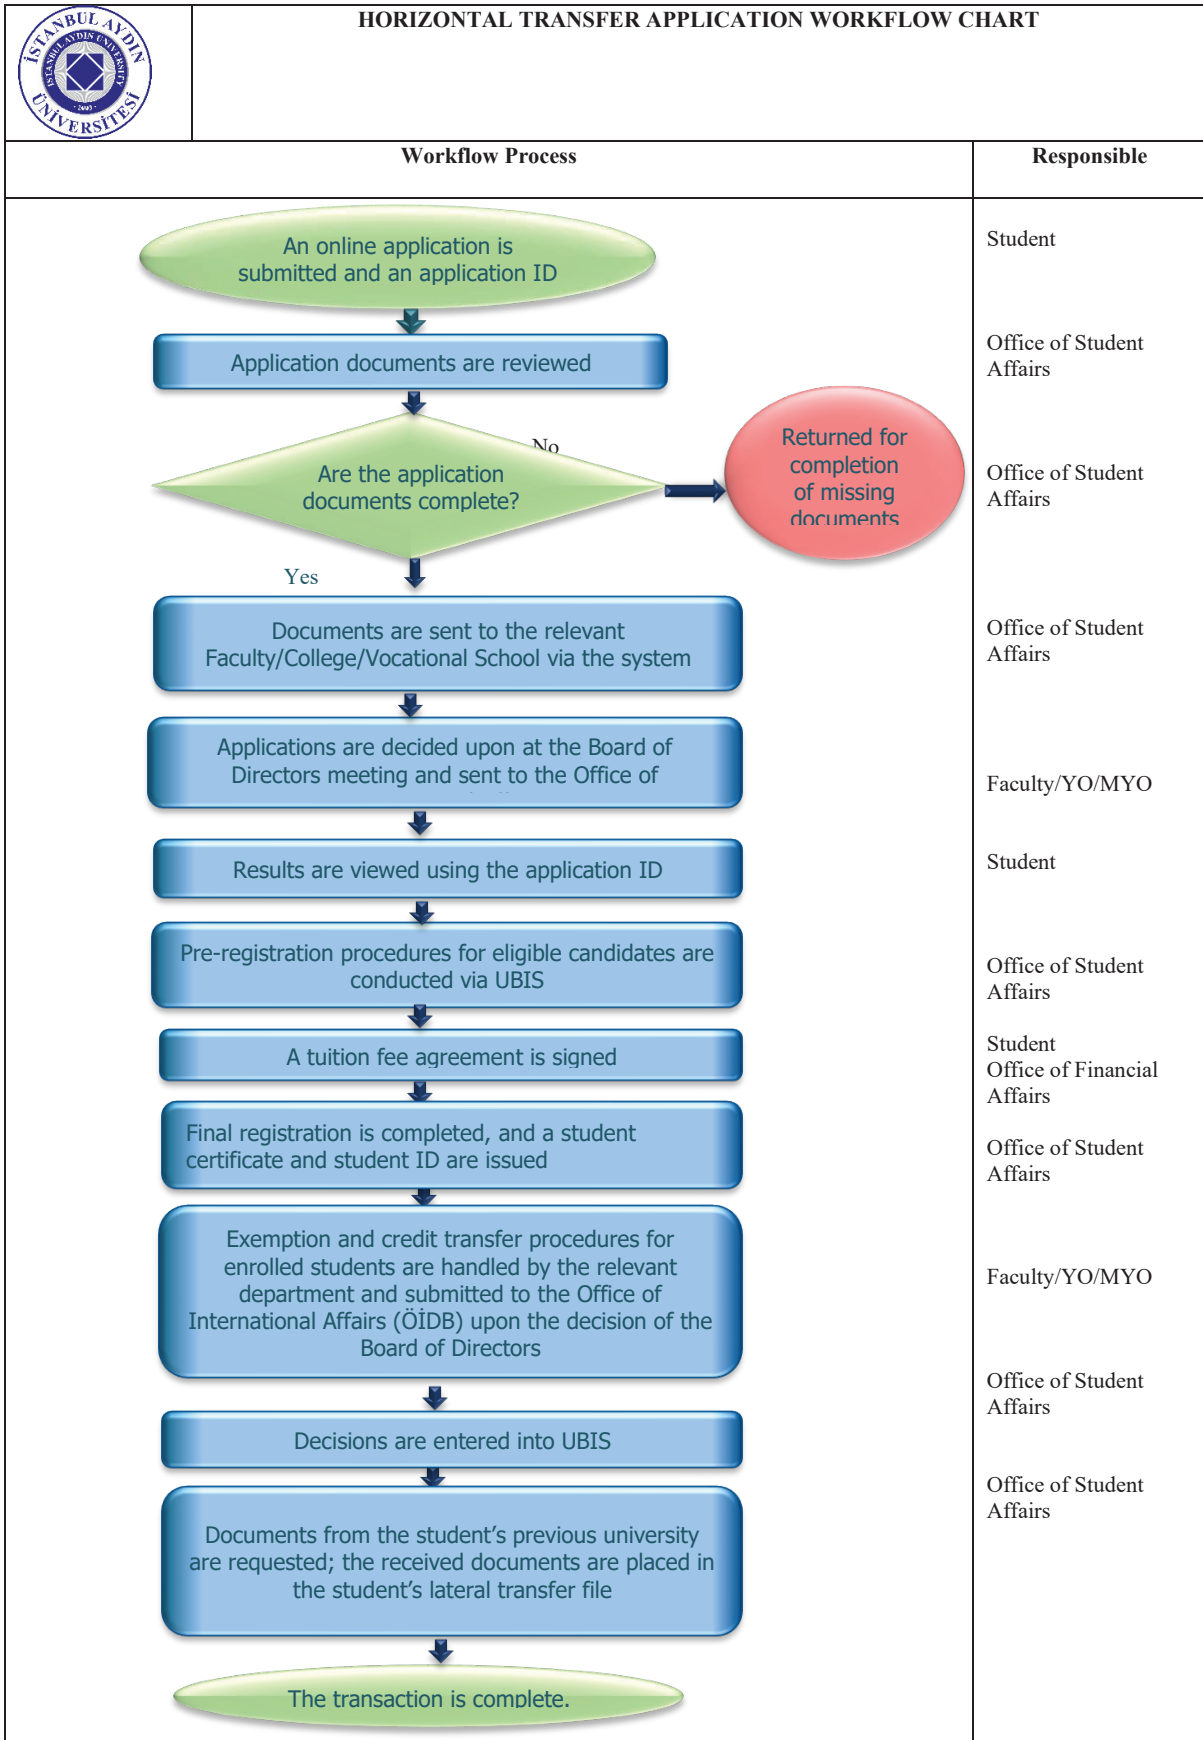 İSTANBUL AYDIN
ÜNİVERSİTESİ
ISTANBUL AYDIN UNIVERSITY
· 2003 ·
HORIZONTAL TRANSFER APPLICATION WORKFLOW CHART
Workflow Process
Responsible
An online application is
submitted and an application ID
Student
Application documents are reviewed
Office of Student
Affairs
Are the application
documents complete?
No
Returned for
completion
of missing
documents
Office of Student
Affairs
Yes
Documents are sent to the relevant
Faculty/College/Vocational School via the system
Office of Student
Affairs
Applications are decided upon at the Board of
Directors meeting and sent to the Office of
Faculty/YO/MYO
Results are viewed using the application ID
Student
Pre-registration procedures for eligible candidates are
conducted via UBIS
Office of Student
Affairs
A tuition fee agreement is signed
Student
Office of Financial
Affairs
Final registration is completed, and a student
certificate and student ID are issued
Office of Student
Affairs
Exemption and credit transfer procedures for
enrolled students are handled by the relevant
department and submitted to the Office of
International Affairs (ÖİDB) upon the decision of the
Board of Directors
Faculty/YO/MYO
Office of Student
Affairs
Decisions are entered into UBIS
Office of Student
Affairs
Documents from the student's previous university
are requested; the received documents are placed in
the student's lateral transfer file
The transaction is complete.